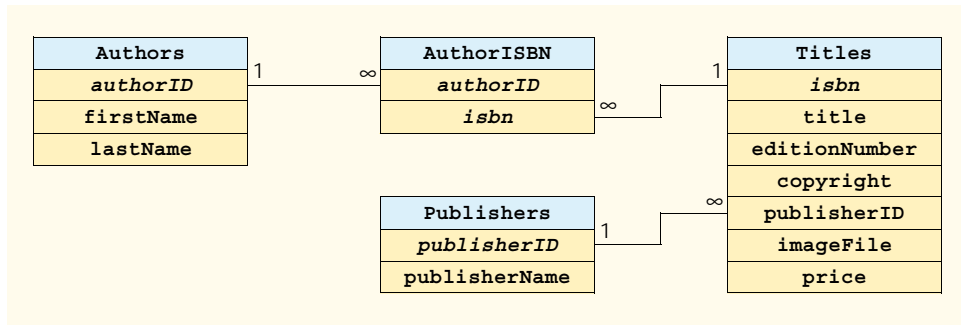 Authors
authorID
firstName
lastName
1
∞
AuthorISBN
authorID
isbn
∞
1
Titles
isbn
title
editionNumber
copyright
publisherID
imageFile
price
Publishers
publisherID
publisherName
1
∞